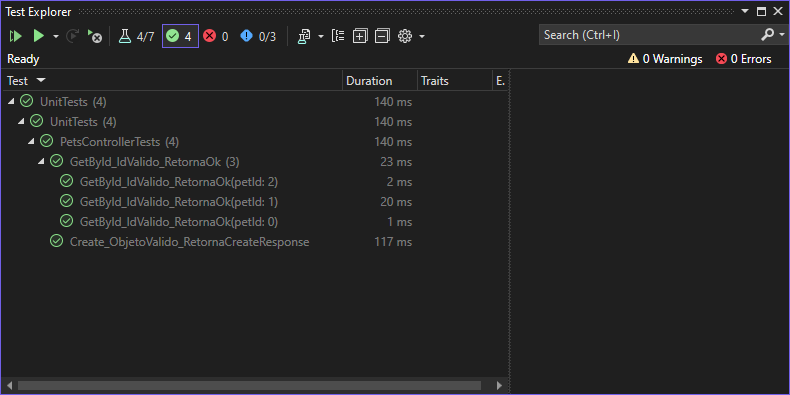 Test Explorer
4/7 4 0 0/3 Search (Ctrl+I)
Ready 0 Warnings 0 Errors
Test Duration Traits E.
UnitTests (4) 140 ms
UnitTests (4) 140 ms
PetsControllerTests (4) 140 ms
GetById_IdValido_RetornaOk (3) 23 ms
GetById_IdValido_RetornaOk(petId: 2) 2 ms
GetById_IdValido_RetornaOk(petId: 1) 20 ms
GetById_IdValido_RetornaOk(petId: 0) 1 ms
Create_ObjetoValido_RetornaCreateResponse 117 ms